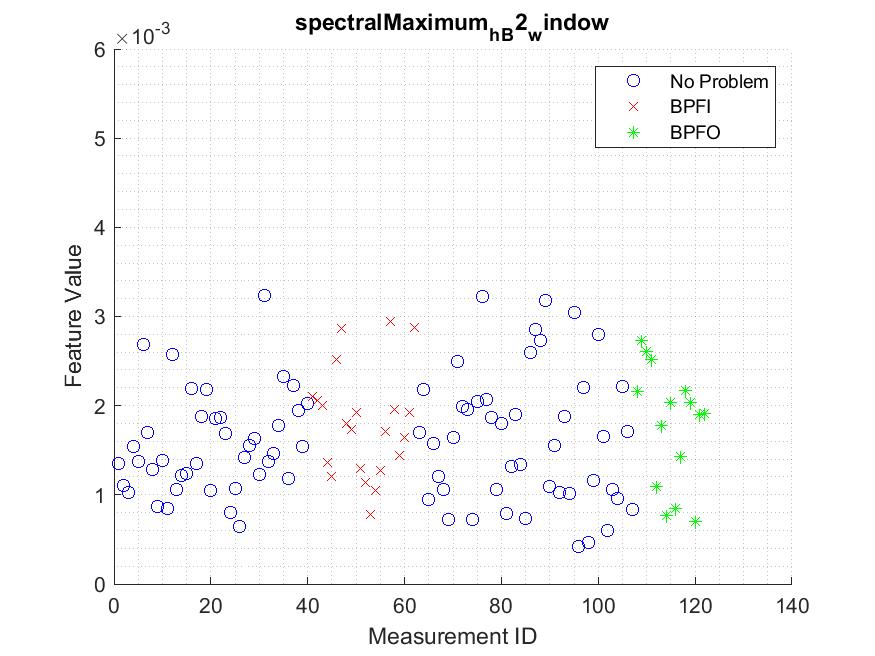 spectralMaximum_hB2_window
×10^-3
6
5
4
3
2
1
0
Feature Value
0 20 40 60 80 100 120 140
Measurement ID
No Problem
BPFI
BPFO